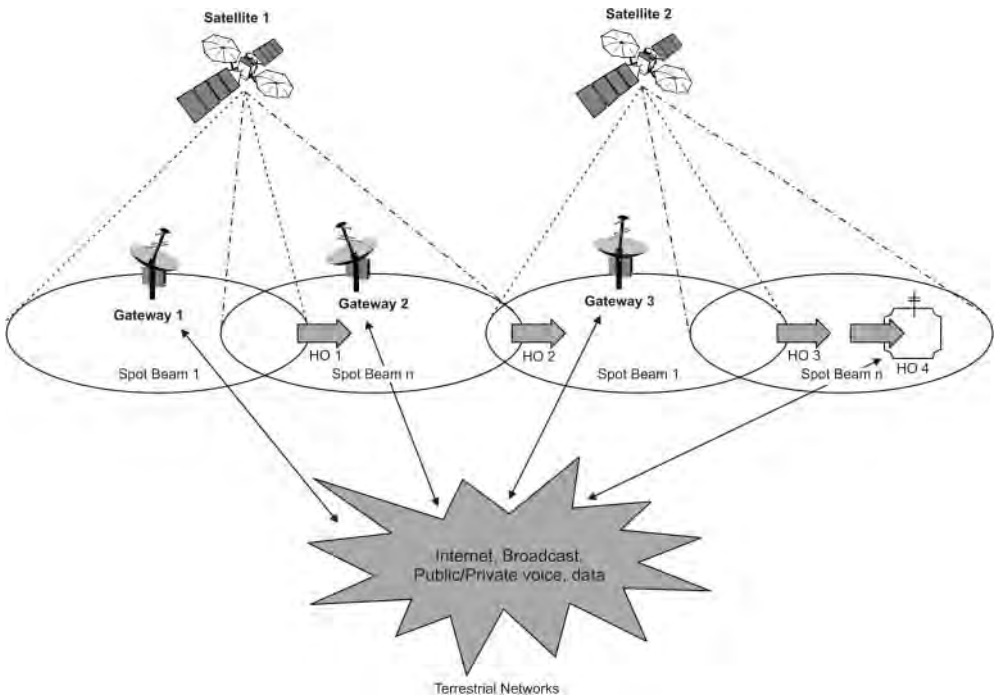 Satellite 1
Satellite 2
Gateway 1
Gateway 2
Gateway 3
HO 1
HO 2
HO 3
HO 4
Spot Beam 1
Spot Beam n
Spot Beam 1
Spot Beam n
Internet, Broadcast,
Public/Private voice, data
Terrestrial Networks